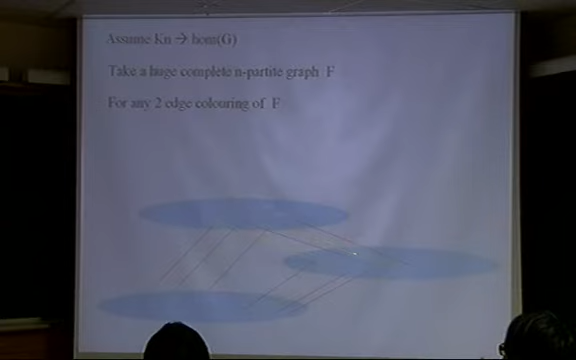 Assume Kn → hom(G)
Take a huge complete n-partite graph F
For any 2 edge colouring of F